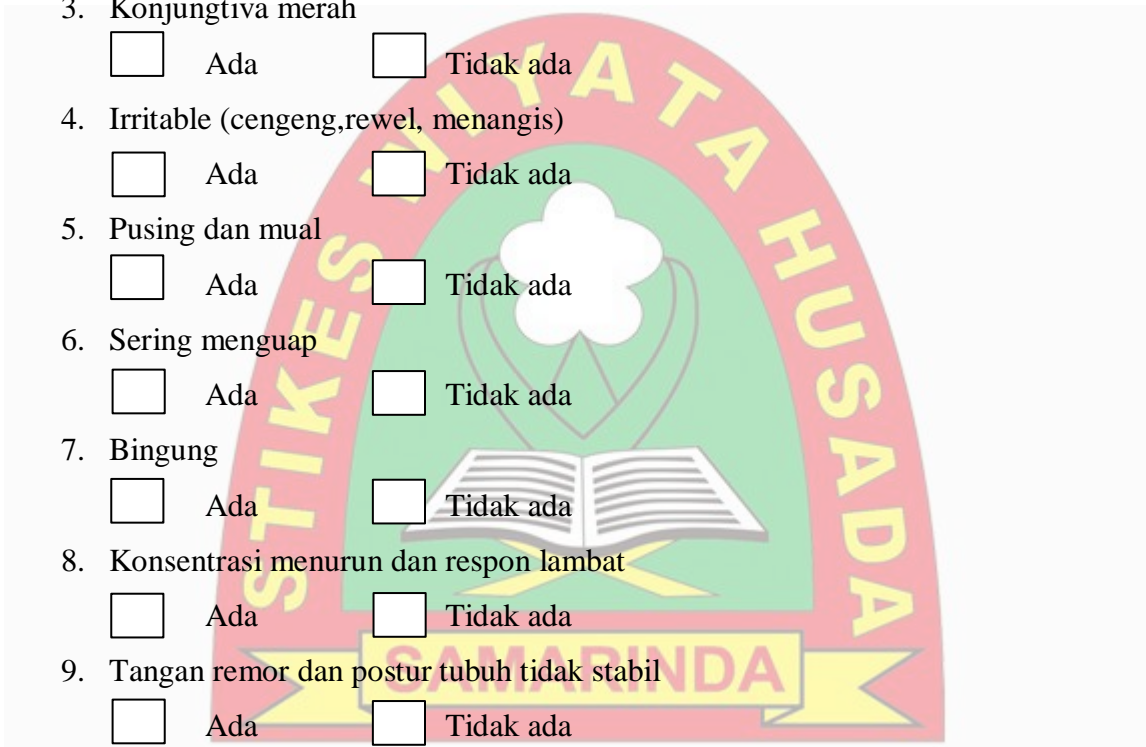 3. Konjungtiva merah
Ada Tidak ada
4. Irritable (cengeng,rewel, menangis)
Ada Tidak ada
5. Pusing dan mual
Ada Tidak ada
6. Sering menguap
Ada Tidak ada
7. Bingung
Ada Tidak ada
8. Konsentrasi menurun dan respon lambat
Ada Tidak ada
9. Tangan remor dan postur tubuh tidak stabil
Ada Tidak ada
STIKES WIYATA HUSADA
SAMARINDA